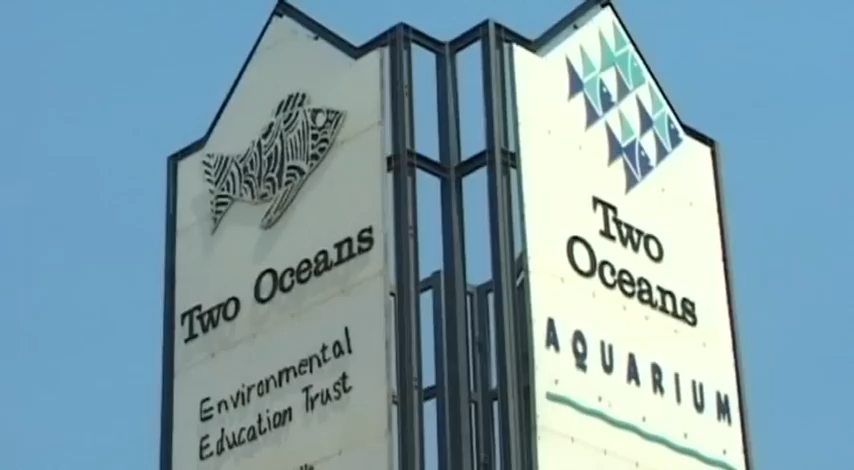 Two Oceans
Environmental
Education Trust
Two
Oceans
AQUARIUM